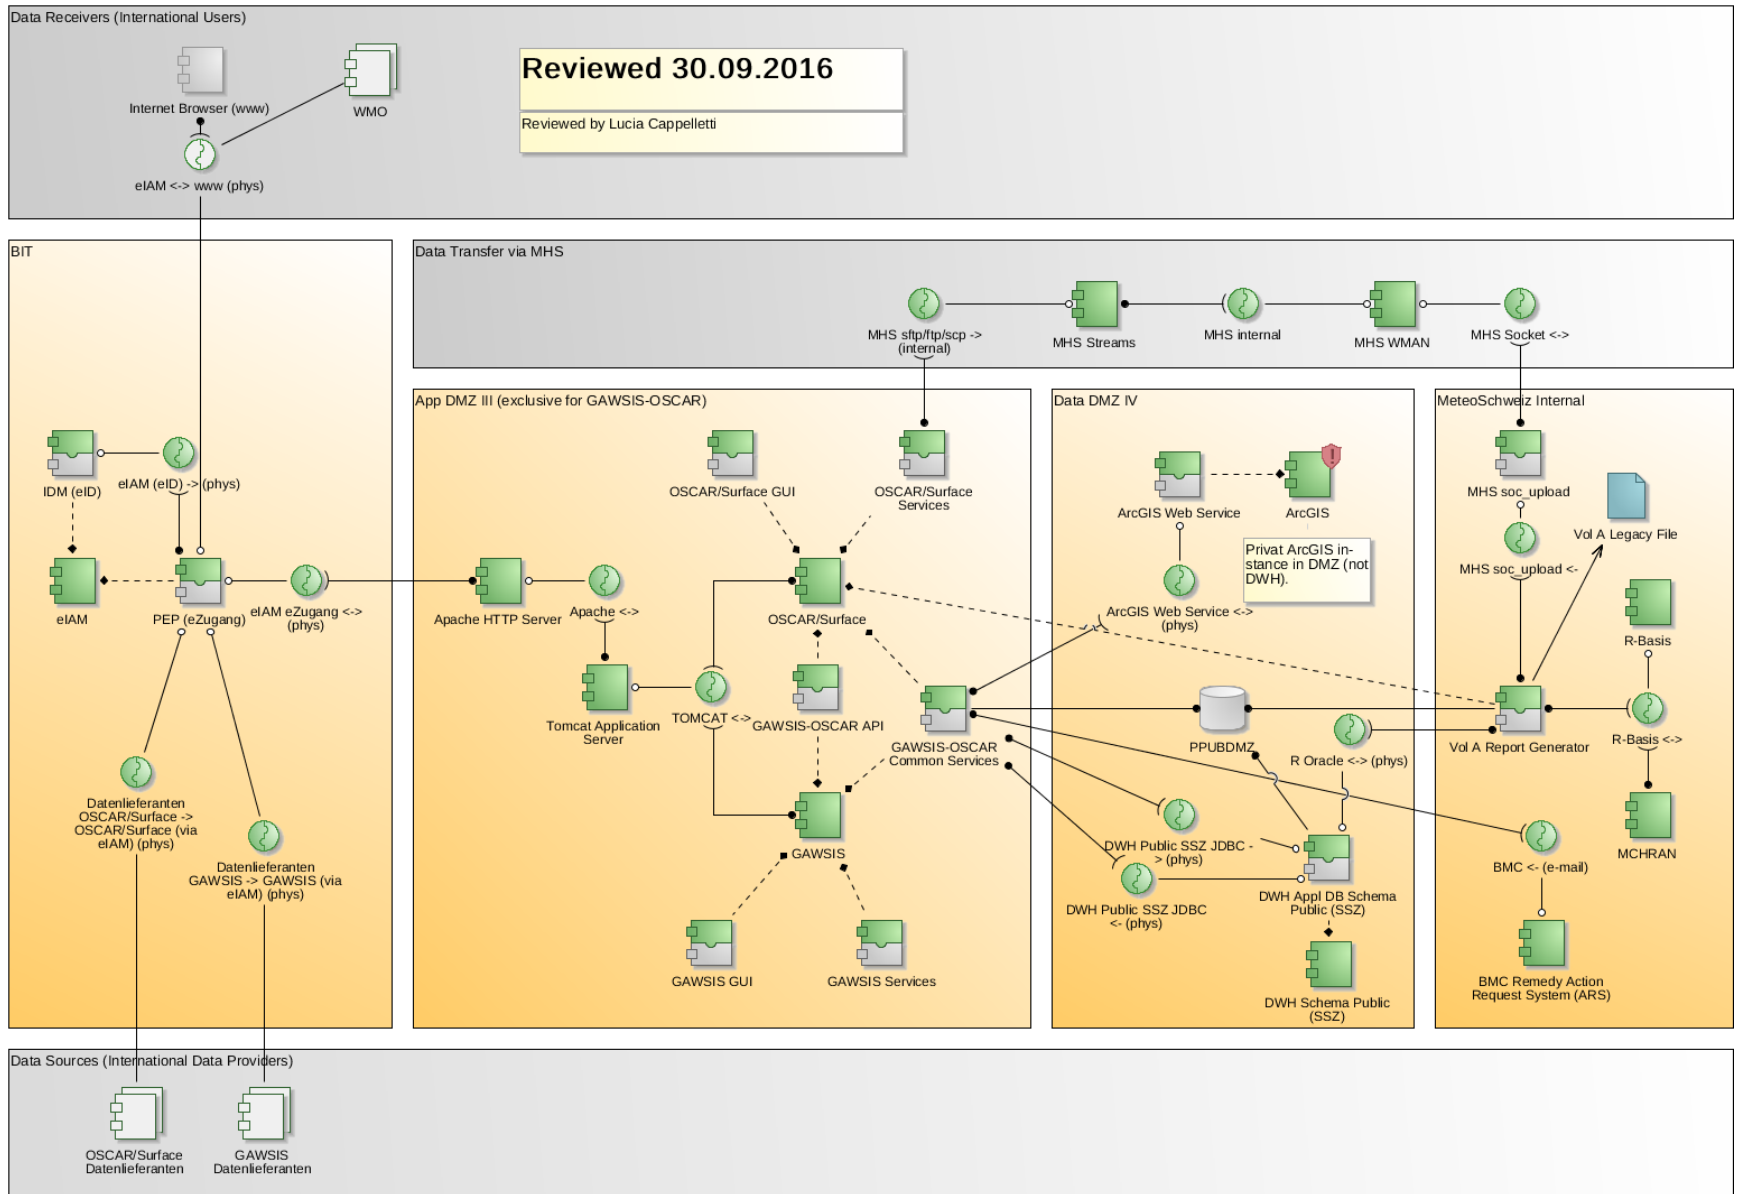 Data Receivers (International Users)
Internet Browser (www)
WMO
eIAM <-> www (phys)
Reviewed 30.09.2016
Reviewed by Lucia Cappelletti
BIT
IDM (eID)
eIAM (eID) -> (phys)
eIAM
PEP (eZugang)
eIAM eZugang <->
(phys)
Datenlieferanten
OSCAR/Surface ->
OSCAR/Surface (via
eIAM) (phys)
Datenlieferanten
GAWSIS -> GAWSIS (via
eIAM) (phys)
Data Transfer via MHS
MHS sftp/ftp/scp ->
(internal)
MHS Streams
MHS internal
MHS WMAN
MHS Socket <->
App DMZ III (exclusive for GAWSIS-OSCAR)
OSCAR/Surface GUI
OSCAR/Surface
Services
Apache HTTP Server
Apache <->
OSCAR/Surface
Tomcat Application
Server
TOMCAT <->
GAWSIS-OSCAR API
GAWSIS-OSCAR
Common Services
GAWSIS
GAWSIS GUI
GAWSIS Services
Data DMZ IV
ArcGIS Web Service
ArcGIS
Privat ArcGIS in-
stance in DMZ (not
DWH).
ArcGIS Web Service <->
(phys)
PPUBDMZ
R Oracle <-> (phys)
DWH Public SSZ JDBC -
> (phys)
DWH Public SSZ JDBC
<- (phys)
DWH Appl DB Schema
Public (SSZ)
DWH Schema Public
(SSZ)
MeteoSchweiz Internal
MHS soc_upload
Vol A Legacy File
MHS soc_upload <-
R-Basis
Vol A Report Generator
R-Basis <->
MCHRAN
BMC <- (e-mail)
BMC Remedy Action
Request System (ARS)
Data Sources (International Data Providers)
OSCAR/Surface
Datenlieferanten
GAWSIS
Datenlieferanten